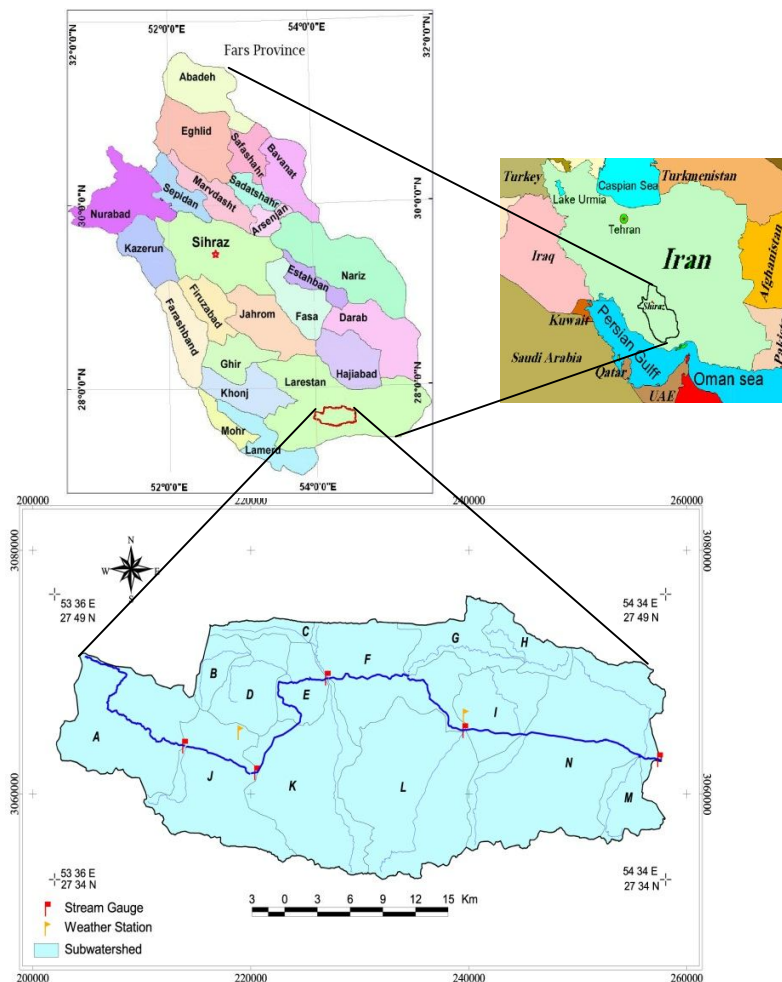 52°0'0"E
54°0'0"E
Fars Province
32°0'0"N
32°0'0"N
Abadeh
Eghlid
Safashahr
Bavanat
Sadatshahr
Marvdasht
Sepidan
Arsenjan
30°0'0"N
30°0'0"N
Nurabad
Kazerun
Sihraz
Estahban
Nariz
Firuzabad
Farashband
Jahrom
Fasa
Darab
Ghir
Hajiabad
Larestan
Khonj
28°0'0"N
28°0'0"N
Mohr
Lamerd
52°0'0"E
54°0'0"E
Turkey
Caspian Sea
Turkmenistan
Lake Urmia
Tehran
Iraq
Iran
Afghanistan
Shiraz
Kuwait
Persian Gulff
Saudi Arabia
Qatar
Oman sea
UAE
200000
220000
240000
260000
3080000
3080000
N
W
E
S
53 36 E
27 49 N
54 34 E
27 49 N
C
G
H
F
B
D
E
I
A
J
K
L
N
M
3060000
3060000
53 36 E
27 34 N
54 34 E
27 34 N
3 0 3 6 9 12 15 Km
Stream Gauge
Weather Station
Subwatershed
200000
220000
240000
260000